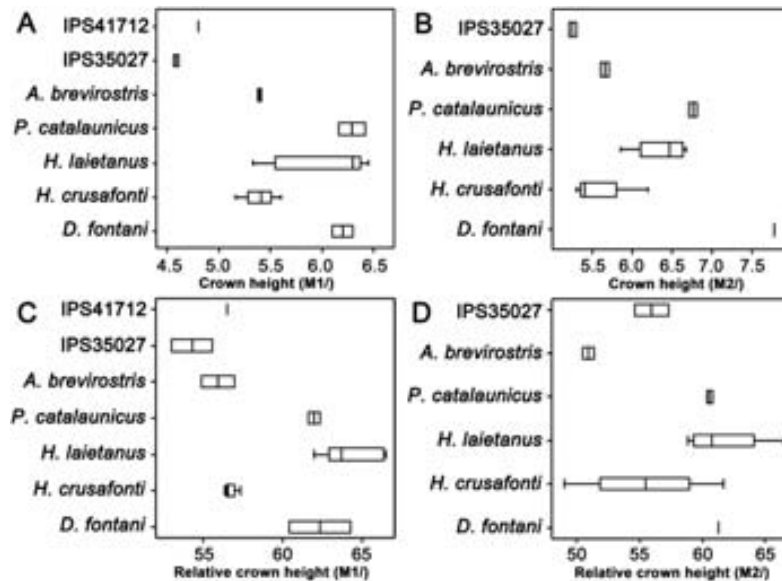 A
IPS41712
IPS35027
A. brevirostris
P. catalaunicus
H. laietanus
H. crusafonti
D. fontani
4.5 5.0 5.5 6.0 6.5
Crown height (M1/)
B
IPS35027
A. brevirostris
P. catalaunicus
H. laietanus
H. crusafonti
D. fontani
5.5 6.0 6.5 7.0 7.5
Crown height (M2/)
C
IPS41712
IPS35027
A. brevirostris
P. catalaunicus
H. laietanus
H. crusafonti
D. fontani
55 60 65
Relative crown height (M1/)
D
IPS35027
A. brevirostris
P. catalaunicus
H. laietanus
H. crusafonti
D. fontani
50 55 60 65
Relative crown height (M2/)